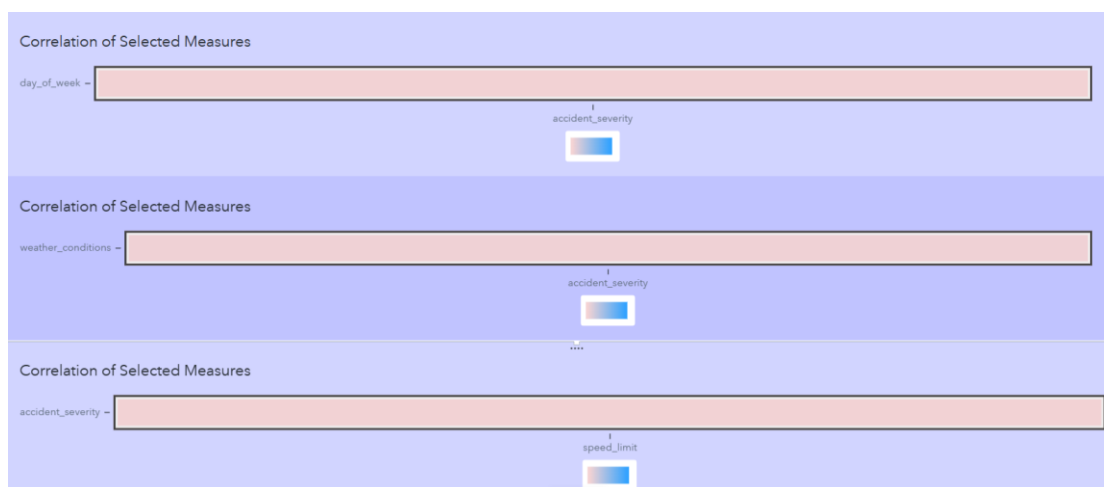 Correlation of Selected Measures
day_of_week
accident_severity
Correlation of Selected Measures
weather_conditions
accident_severity
Correlation of Selected Measures
accident_severity
speed_limit